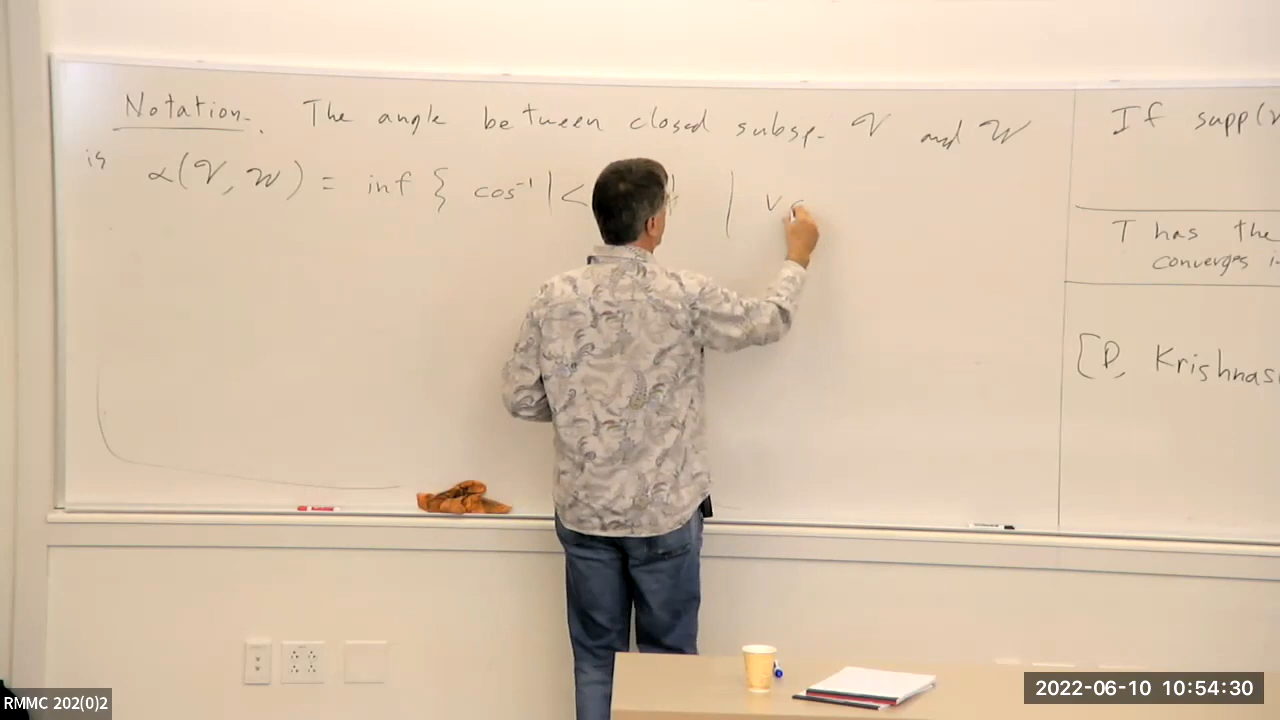 Notation. The angle between closed subsp. V and W
is α(V, W) = inf { cos⁻¹ |< | | v
If supp(
T has the
converges i
[D, Krishnas
RMMC 202(0)2
2022-06-10 10:54:30